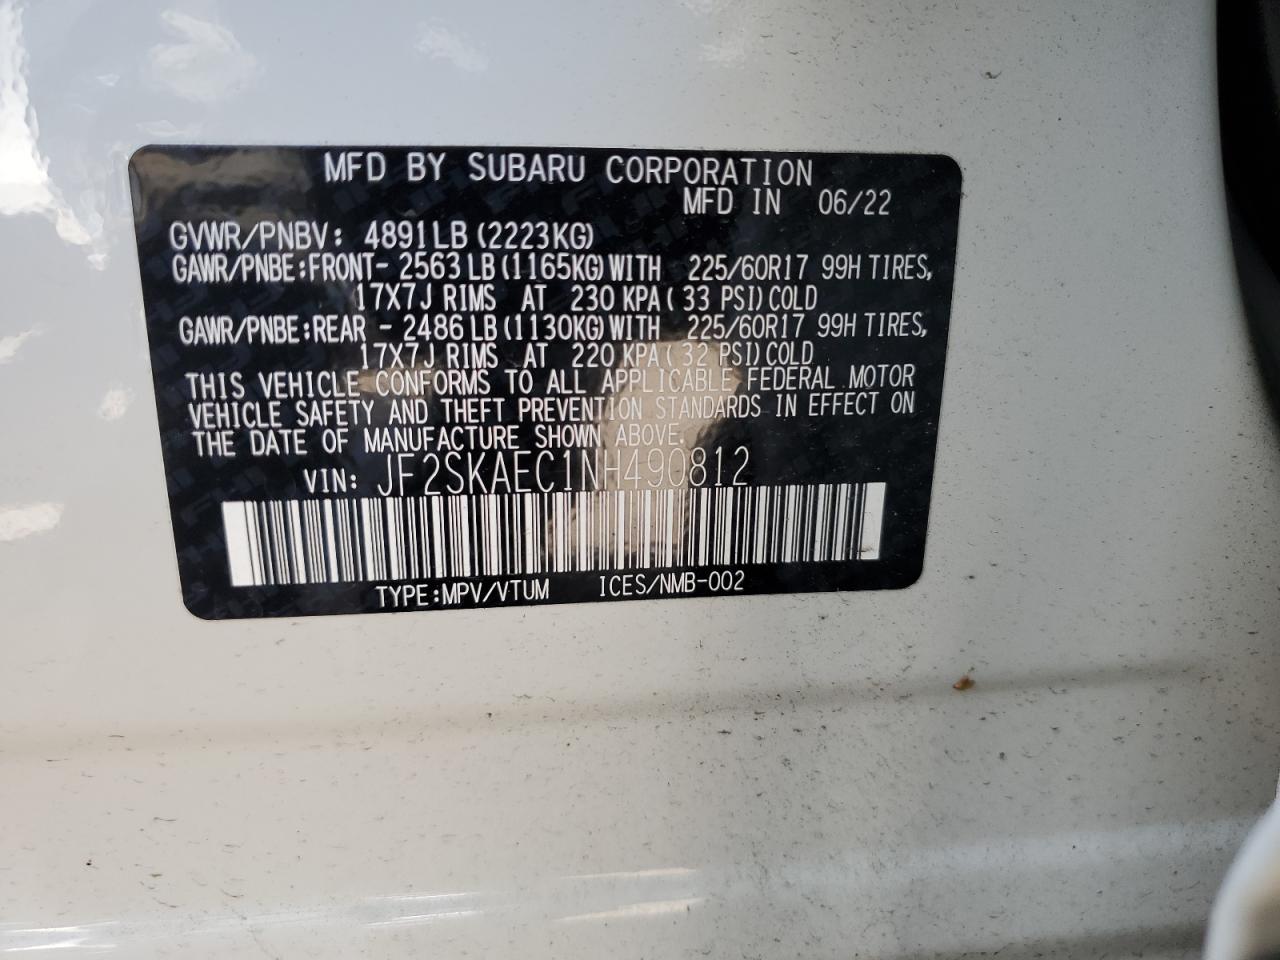 MFD BY SUBARU CORPORATION
MFD IN 06/22
GVWR/PNBV: 4891LB (2223KG)
GAWR/PNBE:FRONT- 2563LB(1165KG)WITH 225/60R17 99H TIRES,
17X7J RIMS AT 230 KPA( 33 PSI)COLD
GAWR/PNBE:REAR - 2486LB(1130KG)WITH 225/60R17 99H TIRES,
17X7J RIMS AT 220 KPA( 32 PSI)COLD
THIS VEHICLE CONFORMS TO ALL APPLICABLE FEDERAL MOTOR
VEHICLE SAFETY AND THEFT PREVENTION STANDARDS IN EFFECT ON
THE DATE OF MANUFACTURE SHOWN ABOVE.
VIN: JF2SKAEC1NH490812
TYPE:MPV/VTUM ICES/NMB-002